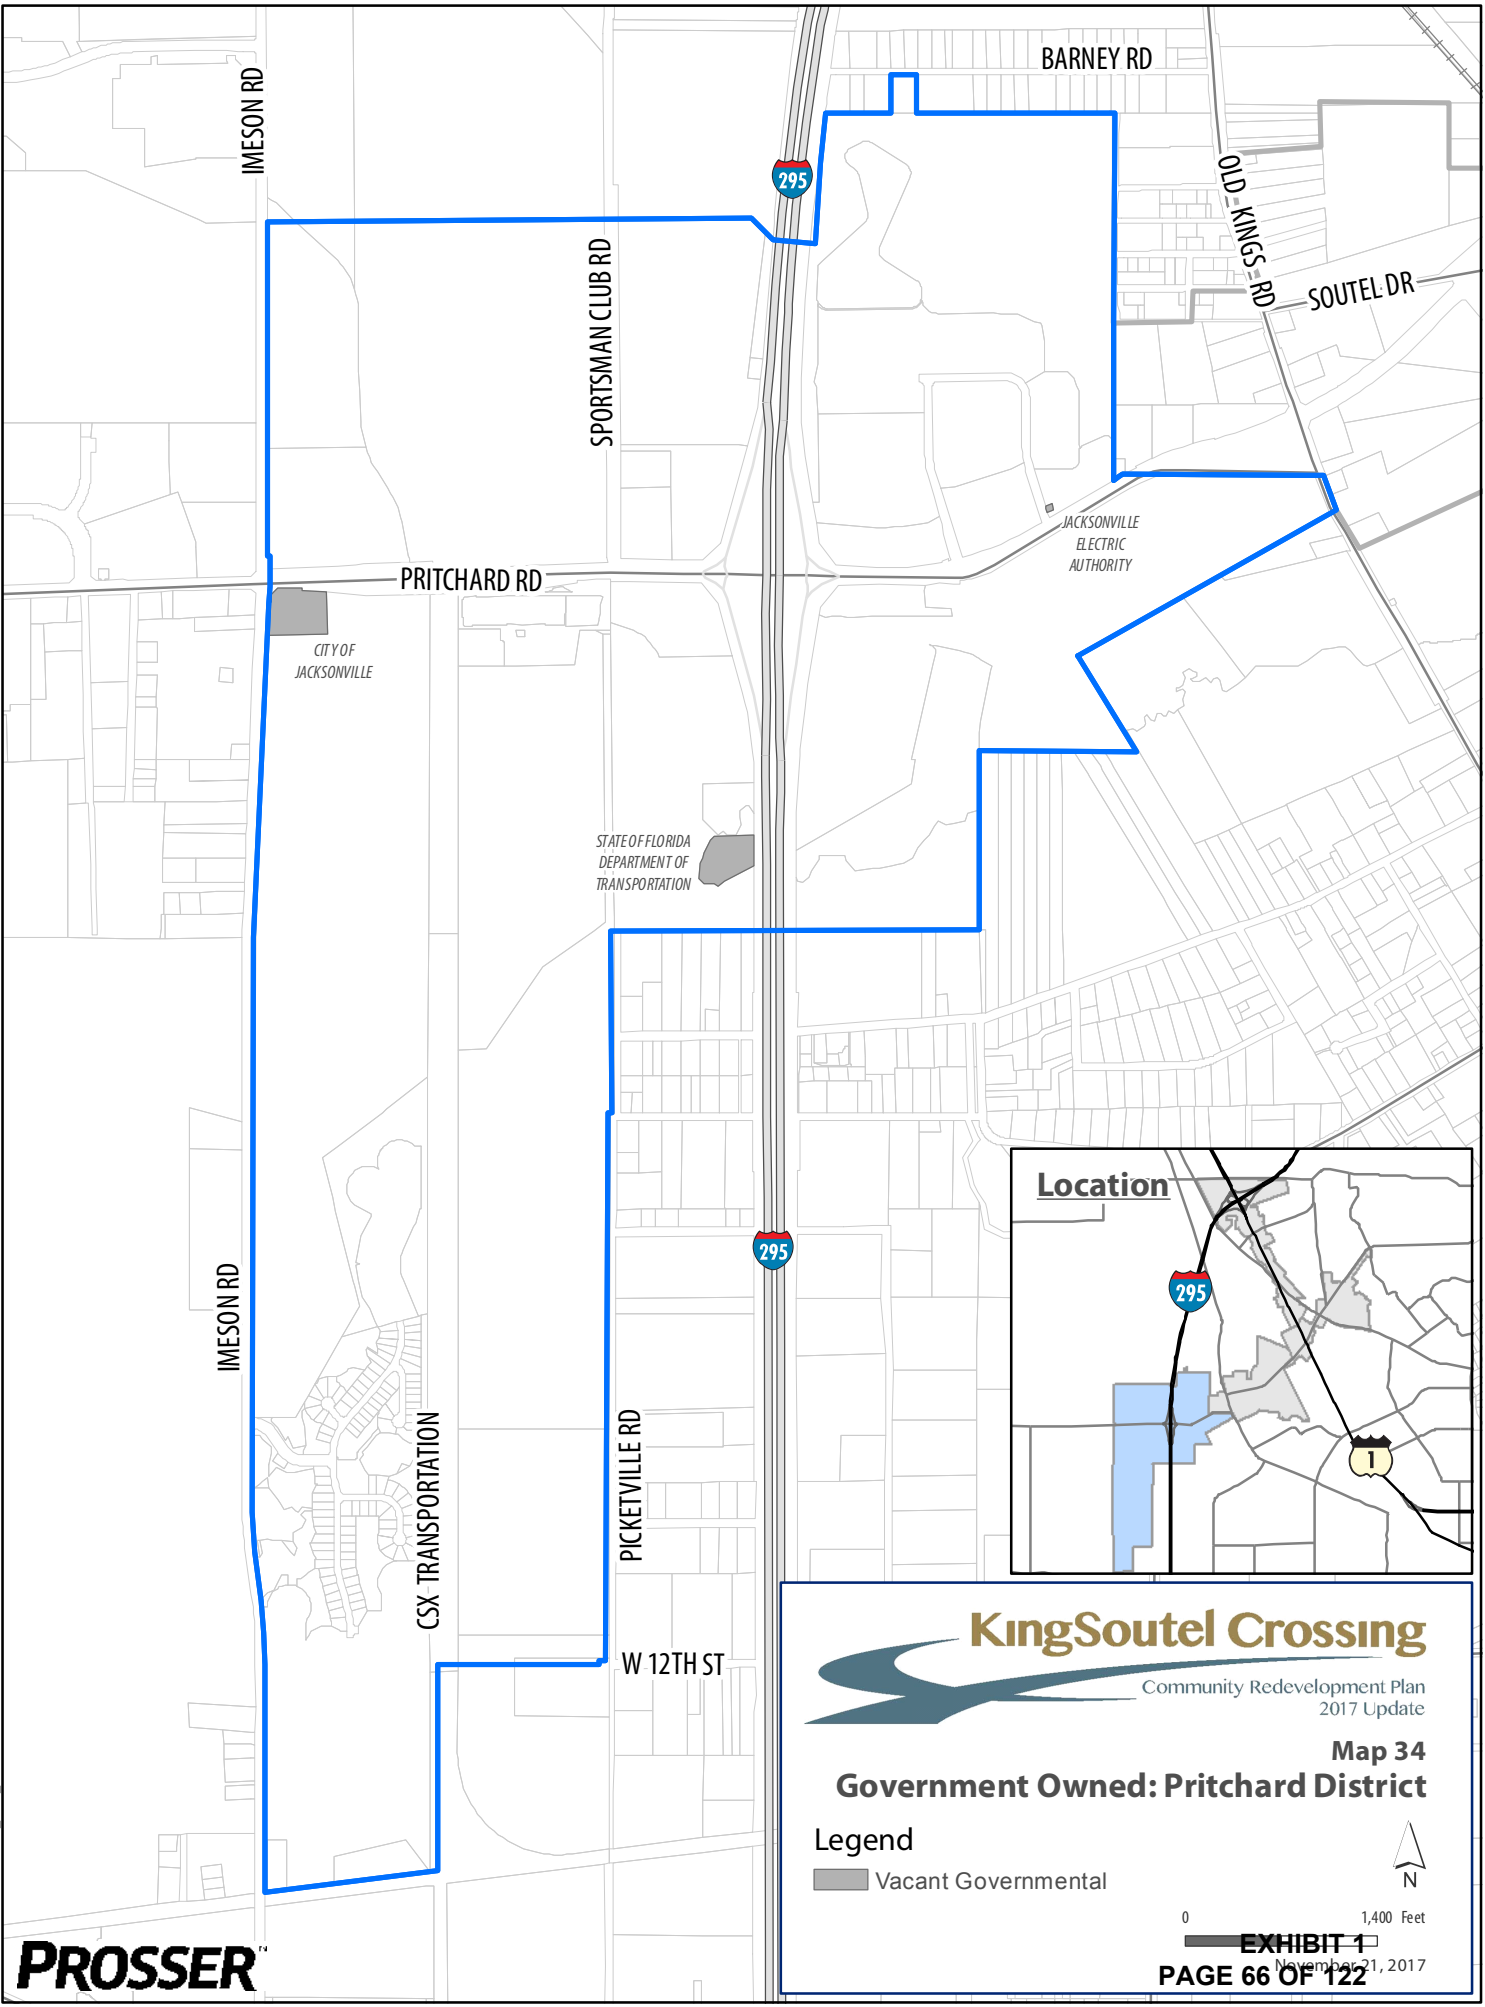 BARNEY RD
IMESON RD
295
OLD KINGS RD
SPORTSMAN CLUB RD
SOUTEL DR
JACKSONVILLE
ELECTRIC
AUTHORITY
PRITCHARD RD
CITY OF
JACKSONVILLE
STATE OF FLORIDA
DEPARTMENT OF
TRANSPORTATION
Location
295
295
IMESON RD
CSX TRANSPORTATION
PICKETVILLE RD
1
W 12TH ST
KingSoutel Crossing
Community Redevelopment Plan
2017 Update
Map 34
Government Owned: Pritchard District
Legend
Vacant Governmental
N
0 1,400 Feet
EXHIBIT 1
November 21, 2017
PAGE 66 OF 122
PROSSER